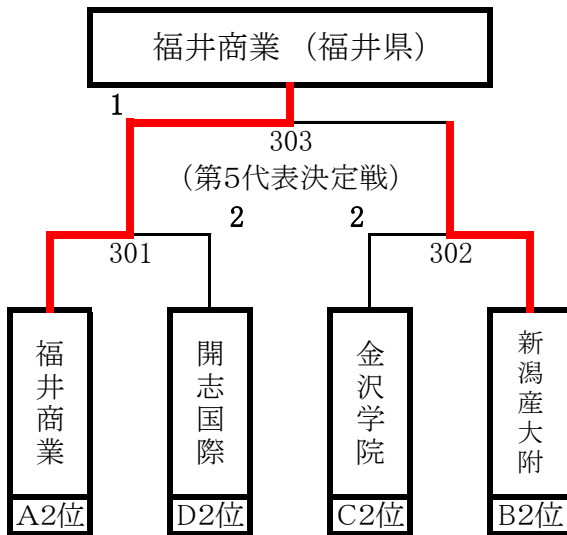 福井商業 （福井県）
1
303
（第5代表決定戦）
2 2
301 302
福井商業 開志国際 金沢学院 新潟産大附
A2位 D2位 C2位 B2位